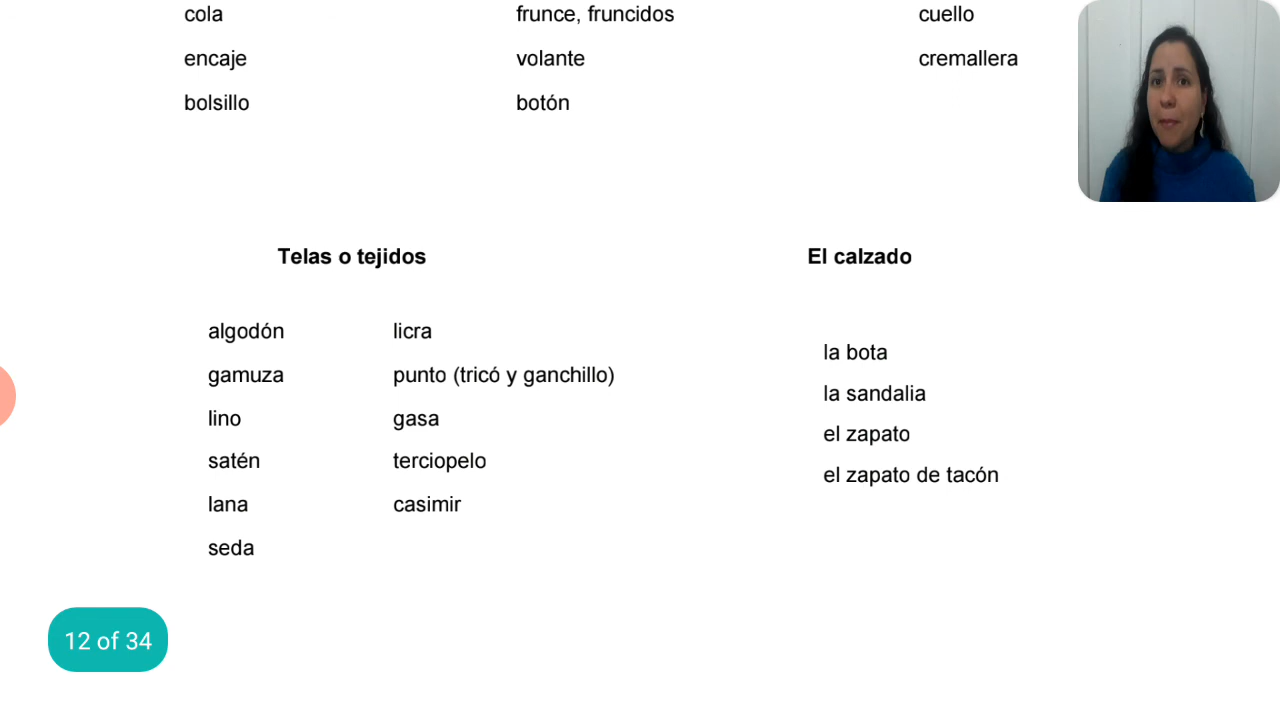 cola frunce, fruncidos cuello
encaje volante cremallera
bolsillo botón
Telas o tejidos
algodón licra
gamuza punto (tricó y ganchillo)
lino gasa
satén terciopelo
lana casimir
seda
El calzado
la bota
la sandalia
el zapato
el zapato de tacón
12 of 34